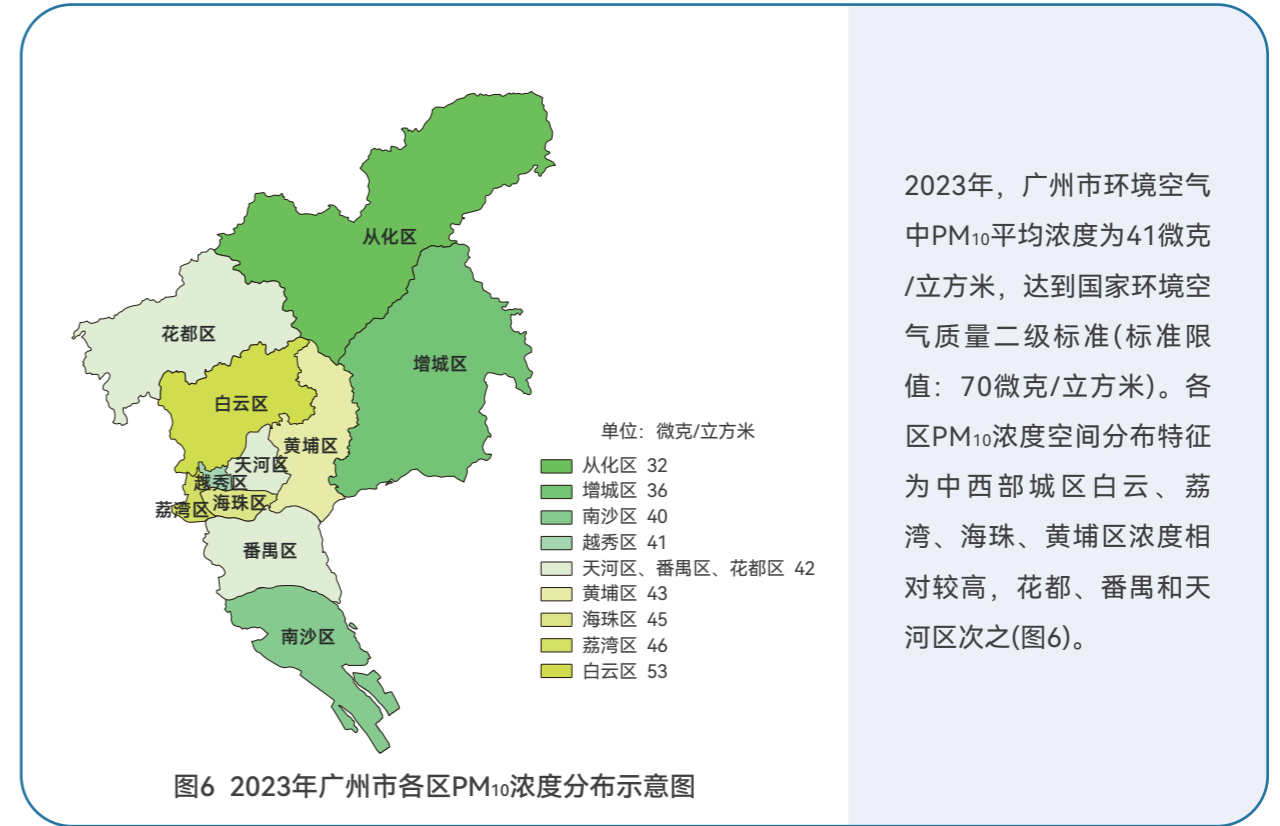 从化区
花都区
增城区
白云区
黄埔区
天河区
越秀区
荔湾区
海珠区
番禺区
南沙区
单位：微克/立方米
从化区 32
增城区 36
南沙区 40
越秀区 41
天河区、番禺区、花都区 42
黄埔区 43
海珠区 45
荔湾区 46
白云区 53
图6 2023年广州市各区PM₁₀浓度分布示意图
2023年，广州市环境空气
中PM₁₀平均浓度为41微克
/立方米，达到国家环境空
气质量二级标准(标准限
值：70微克/立方米)。各
区PM₁₀浓度空间分布特征
为中西部城区白云、荔
湾、海珠、黄埔区浓度相
对较高，花都、番禺和天
河区次之(图6)。